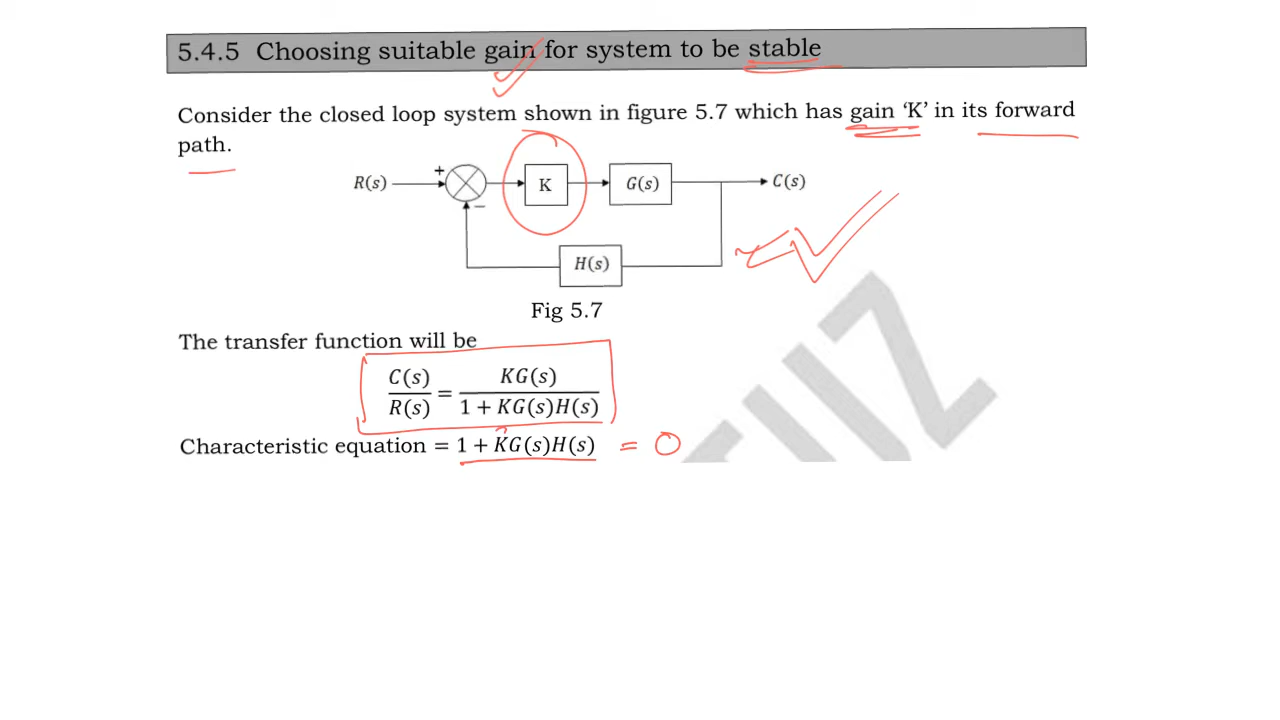 5.4.5 Choosing suitable gain for system to be stable
Consider the closed loop system shown in figure 5.7 which has gain ‘K’ in its forward
path.
R(s) + − K G(s) C(s)
H(s)
Fig 5.7
The transfer function will be
C(s)/R(s) = KG(s)/1 + KG(s)H(s)
Characteristic equation = 1 + KG(s)H(s) = 0